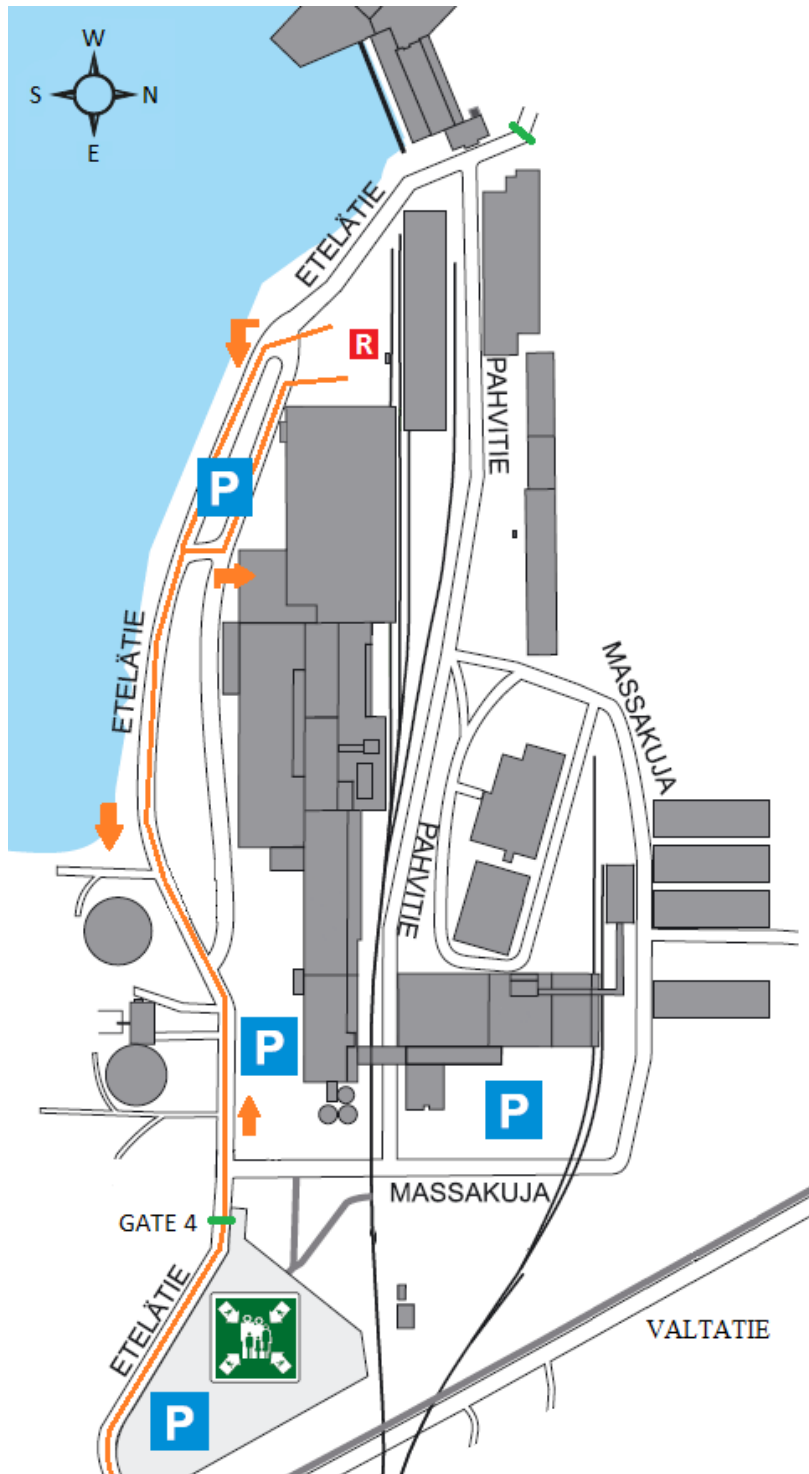 W
S
N
E
ETELÄTIE
R
PAHVITIE
P
ETELÄTIE
MASSAKUJA
PAHVITIE
P
P
MASSAKUJA
GATE 4
ETELÄTIE
VALTATIE
P